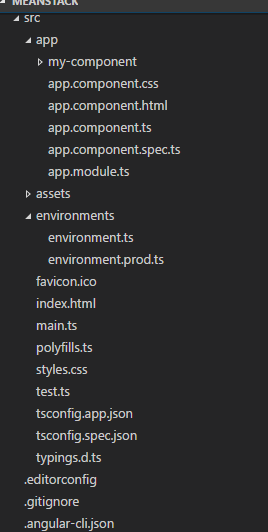 MEANSTACK
src
app
my-component
app.component.css
app.component.html
app.component.ts
app.component.spec.ts
app.module.ts
assets
environments
environment.ts
environment.prod.ts
favicon.ico
index.html
main.ts
polyfills.ts
styles.css
test.ts
tsconfig.app.json
tsconfig.spec.json
typings.d.ts
.editorconfig
.gitignore
.angular-cli.json